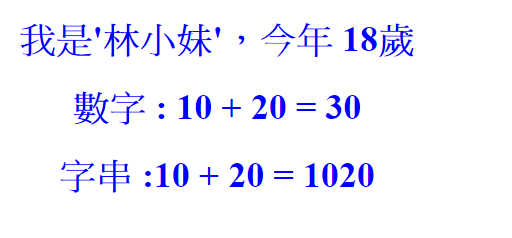 我是'林小妹'，今年 18歲
數字 : 10 + 20 = 30
字串 :10 + 20 = 1020